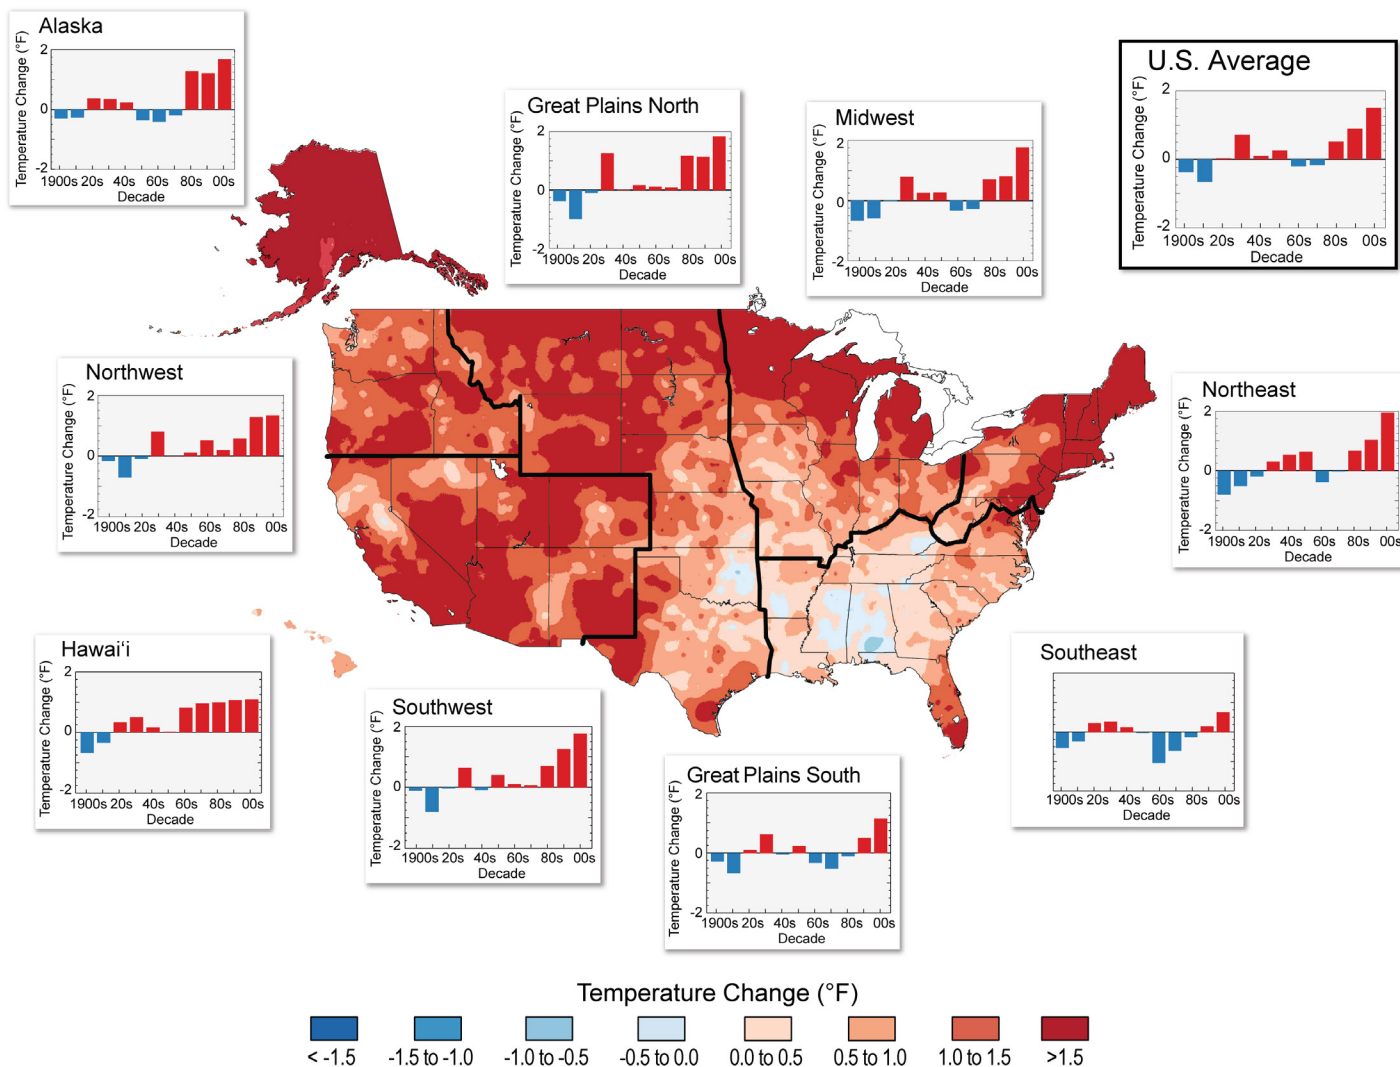 Alaska
Temperature Change (°F)
2
0
-2
1900s 20s 40s 60s 80s 00s
Decade
Great Plains North
Temperature Change (°F)
2
0
-2
1900s 20s 40s 60s 80s 00s
Decade
Midwest
Temperature Change (°F)
2
0
-2
1900s 20s 40s 60s 80s 00s
Decade
U.S. Average
Temperature Change (°F)
2
0
-2
1900s 20s 40s 60s 80s 00s
Decade
Northwest
Temperature Change (°F)
2
0
-2
1900s 20s 40s 60s 80s 00s
Decade
Northeast
Tmperature Change (°F)
2
0
-2
1900s 20s 40s 60s 80s 00s
Decade
Hawai‘i
Temperature Change (°F)
2
0
-2
1900s 20s 40s 60s 80s 00s
Decade
Southwest
Temperature Change (°F)
2
0
-2
1900s 20s 40s 60s 80s 00s
Decade
Great Plains South
Temperature Change (°F)
2
0
-2
1900s 20s 40s 60s 80s 00s
Decade
Southeast
1900s 20s 40s 60s 80s 00s
Decade
Temperature Change (°F)
< -1.5 -1.5 to -1.0 -1.0 to -0.5 -0.5 to 0.0 0.0 to 0.5 0.5 to 1.0 1.0 to 1.5 >1.5